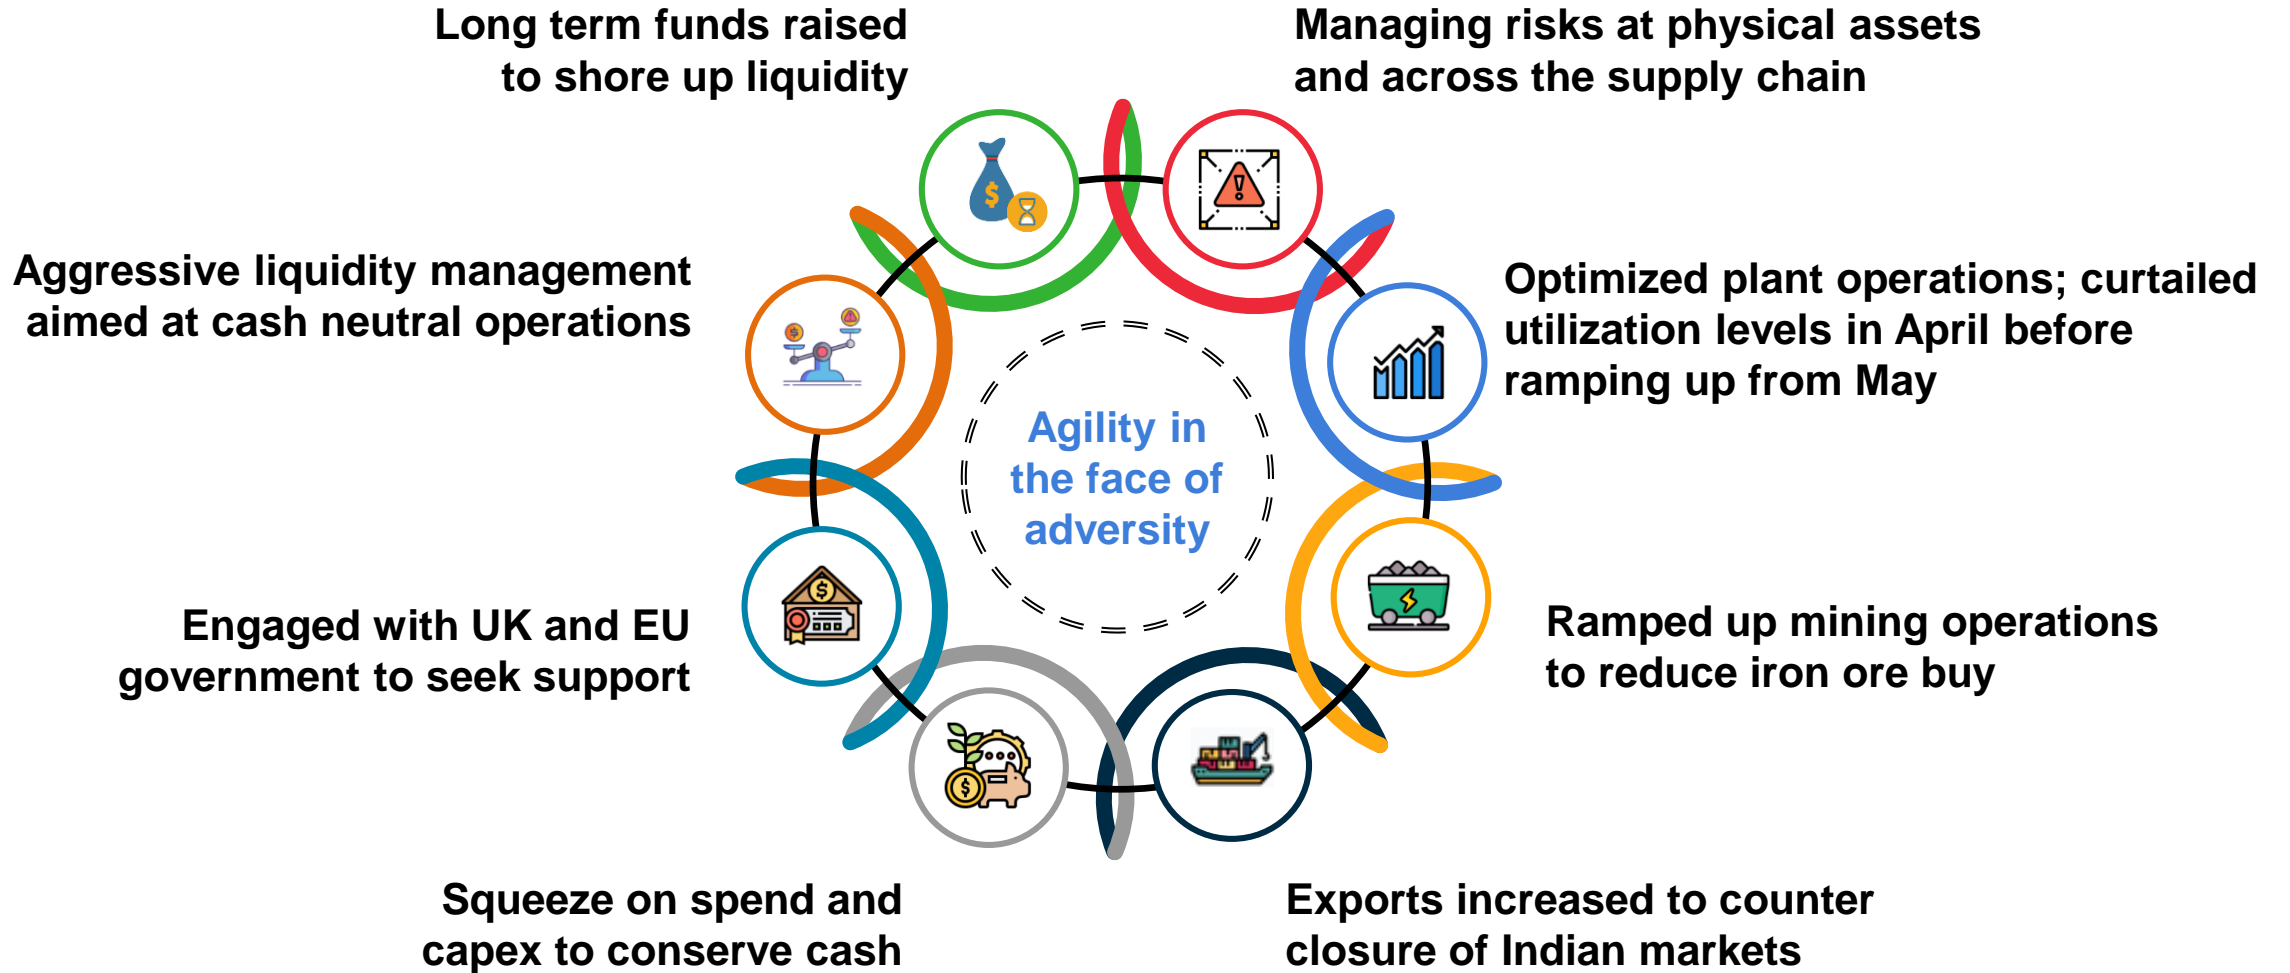 Long term funds raised
to shore up liquidity
Managing risks at physical assets
and across the supply chain
Aggressive liquidity management
aimed at cash neutral operations
Optimized plant operations; curtailed
utilization levels in April before
ramping up from May
Agility in
the face of
adversity
Engaged with UK and EU
government to seek support
Ramped up mining operations
to reduce iron ore buy
Squeeze on spend and
capex to conserve cash
Exports increased to counter
closure of Indian markets